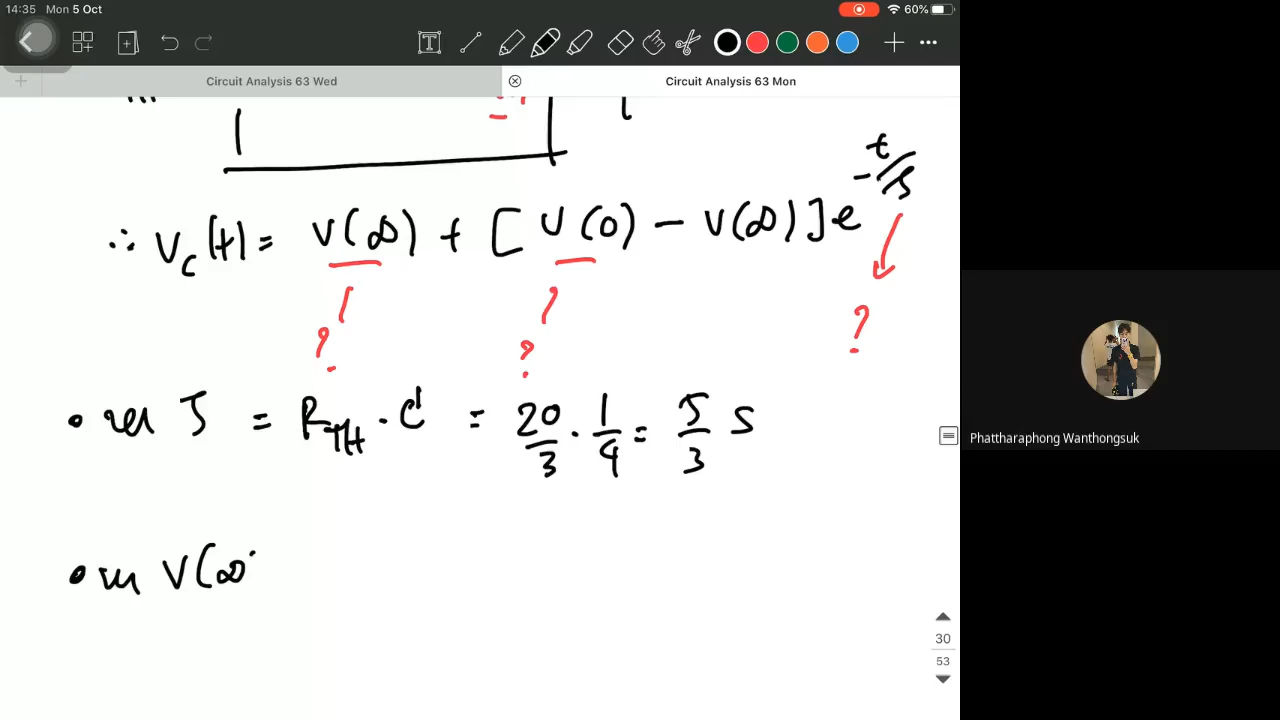 14:35 Mon 5 Oct 60%
Circuit Analysis 63 Wed Circuit Analysis 63 Mon
∴ Vc(t) = V(∞) + [V(0) - V(∞)]e^(-t/τ)
? ? ?
• หา τ = R_TH · C = 20/3 · 1/4 = 5/3 s
• หา V(∞
30
53
Phattharaphong Wanthongsuk